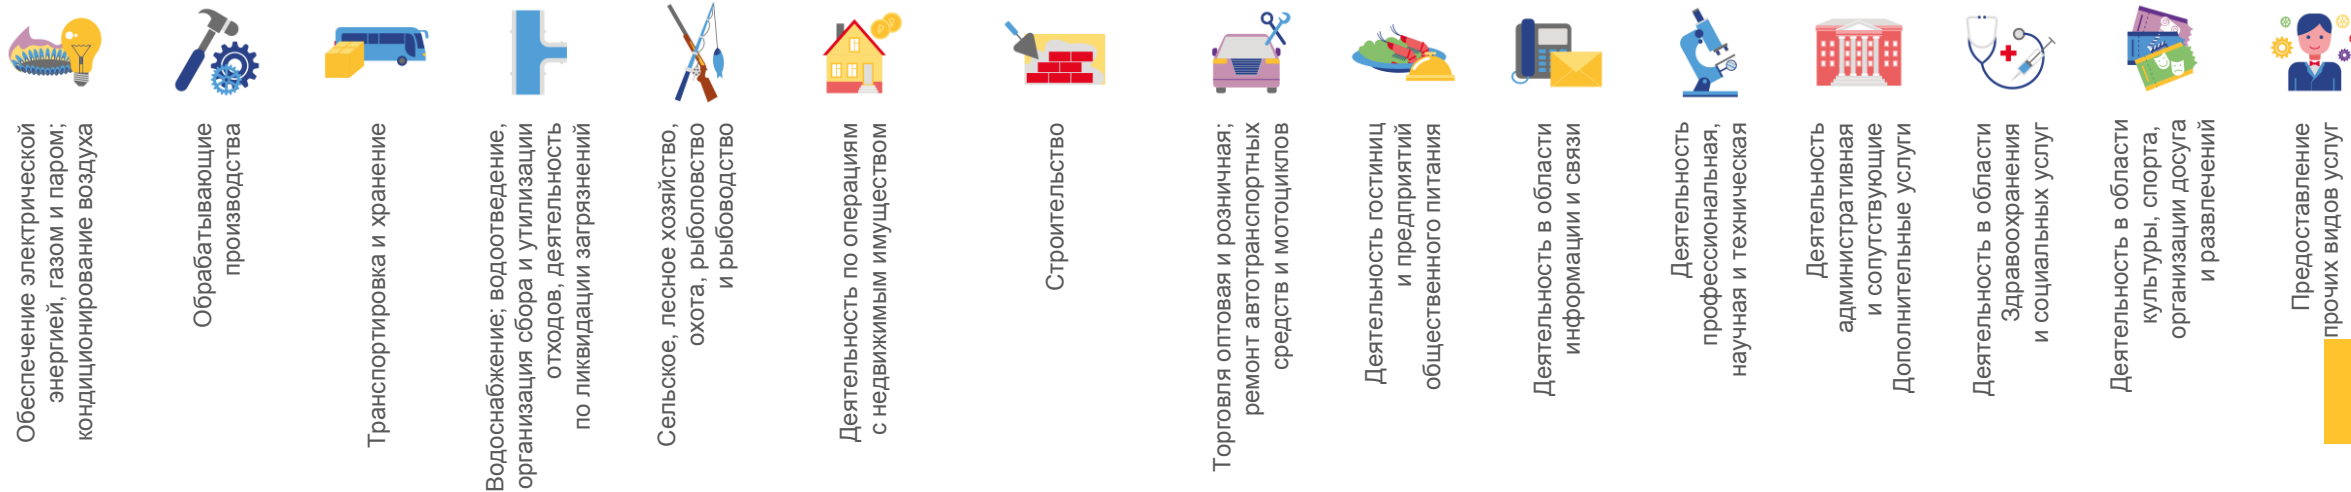 Обеспечение электрической
энергией, газом и паром;
кондиционирование воздуха
Обрабатывающие
производства
Транспортировка и хранение
Водоснабжение; водоотведение,
организация сбора и утилизации
отходов, деятельность
по ликвидации загрязнений
Сельское, лесное хозяйство,
охота, рыболовство
и рыбоводство
Деятельность по операциям
с недвижимым имуществом
Строительство
Торговля оптовая и розничная;
ремонт автотранспортных
средств и мотоциклов
Деятельность гостиниц
и предприятий
общественного питания
Деятельность в области
информации и связи
Деятельность
профессиональная,
научная и техническая
Деятельность
административная
и сопутствующие
Дополнительные услуги
Деятельность в области
Здравоохранения
и социальных услуг
Деятельность в области
культуры, спорта,
организации досуга
и развлечений
Предоставление
прочих видов услуг